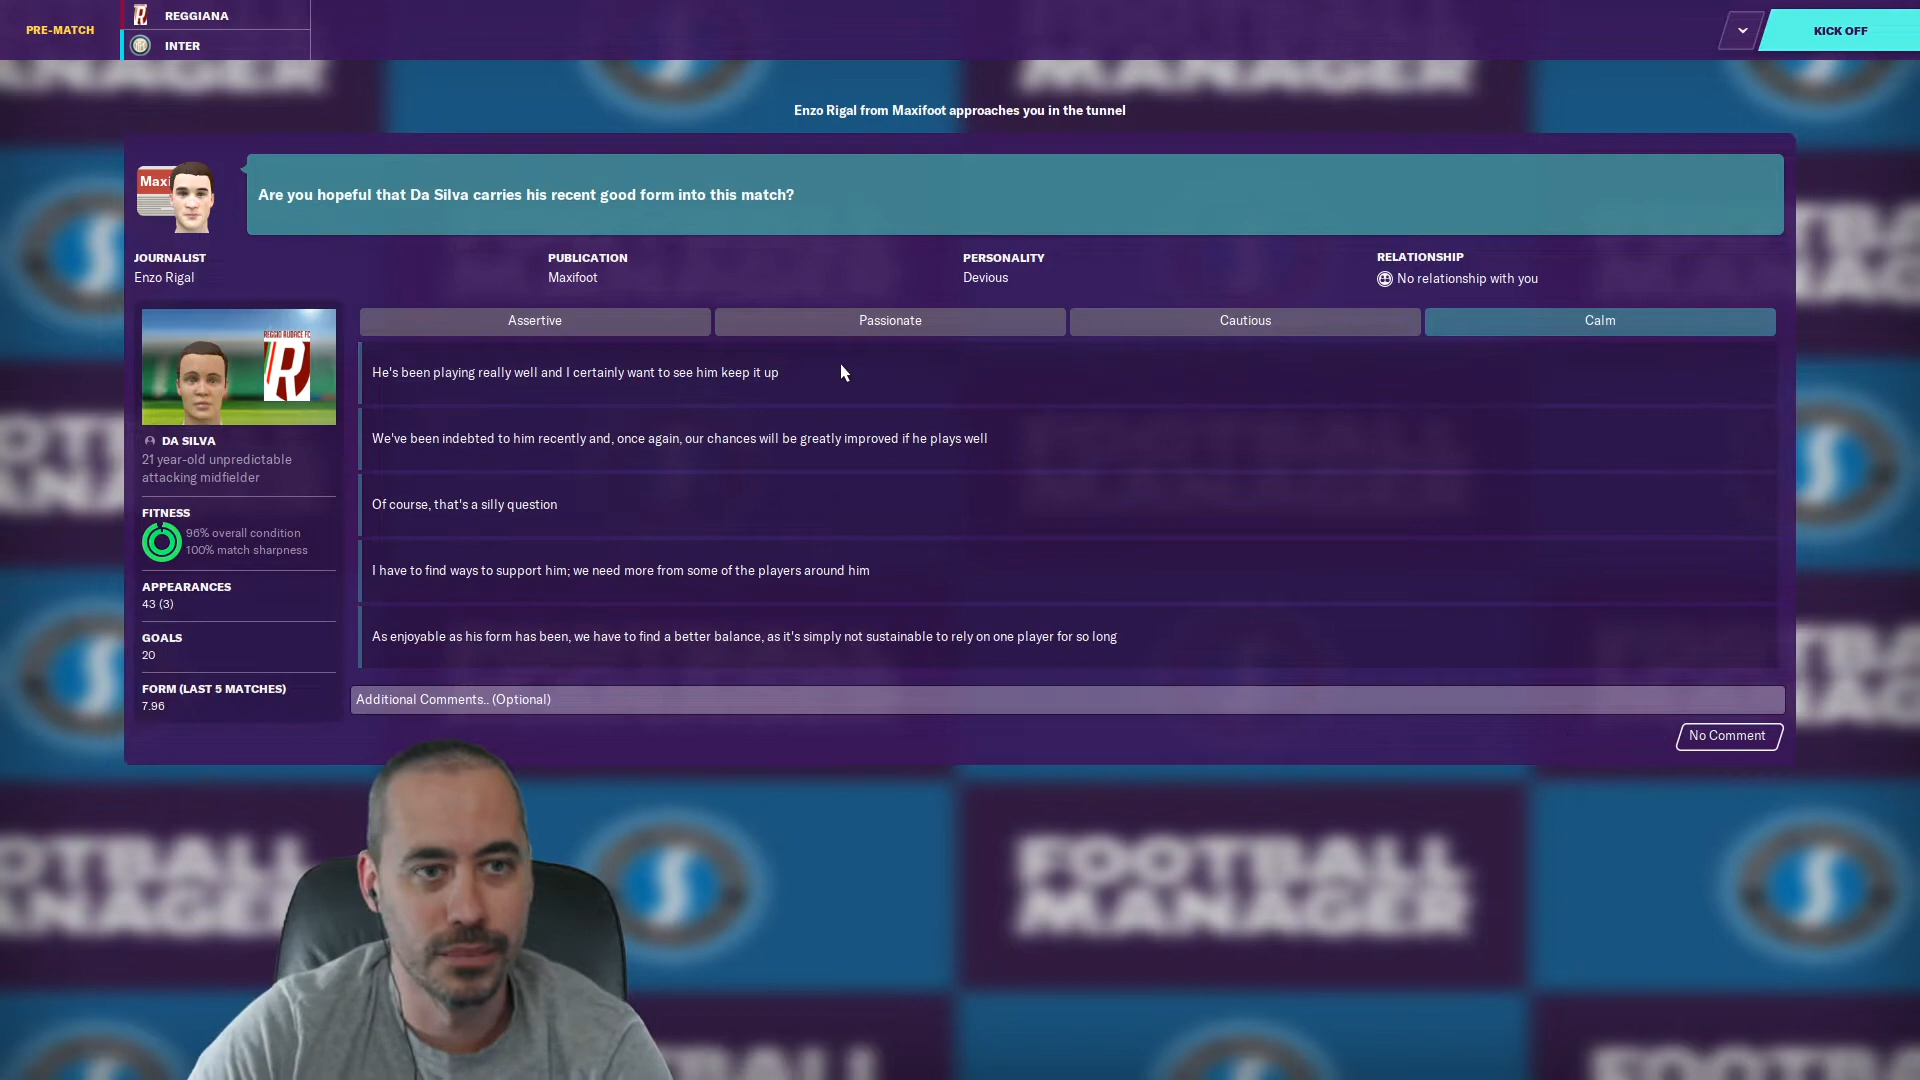 PRE-MATCH
REGGIANA
INTER
KICK OFF
Enzo Rigal from Maxifoot approaches you in the tunnel
Maxi
Are you hopeful that Da Silva carries his recent good form into this match?
JOURNALIST
Enzo Rigal
PUBLICATION
Maxifoot
PERSONALITY
Devious
RELATIONSHIP
No relationship with you
REGGIO AUDACE FC
R
DA SILVA
21 year-old unpredictable
attacking midfielder
FITNESS
96% overall condition
100% match sharpness
APPEARANCES
43 (3)
GOALS
20
FORM (LAST 5 MATCHES)
7.96
Assertive
Passionate
Cautious
Calm
He's been playing really well and I certainly want to see him keep it up
We've been indebted to him recently and, once again, our chances will be greatly improved if he plays well
Of course, that's a silly question
I have to find ways to support him; we need more from some of the players around him
As enjoyable as his form has been, we have to find a better balance, as it's simply not sustainable to rely on one player for so long
Additional Comments.. (Optional)
No Comment
FOOTBALL
MANAGER